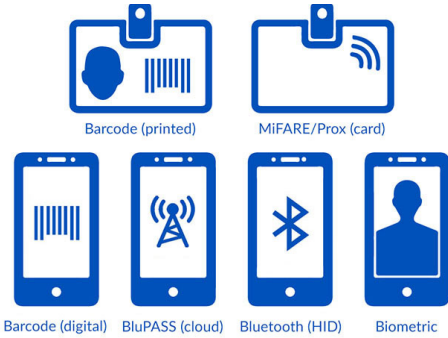 Barcode (printed)
MiFARE/Prox (card)
Barcode (digital)
BluPASS (cloud)
Bluetooth (HID)
Biometric